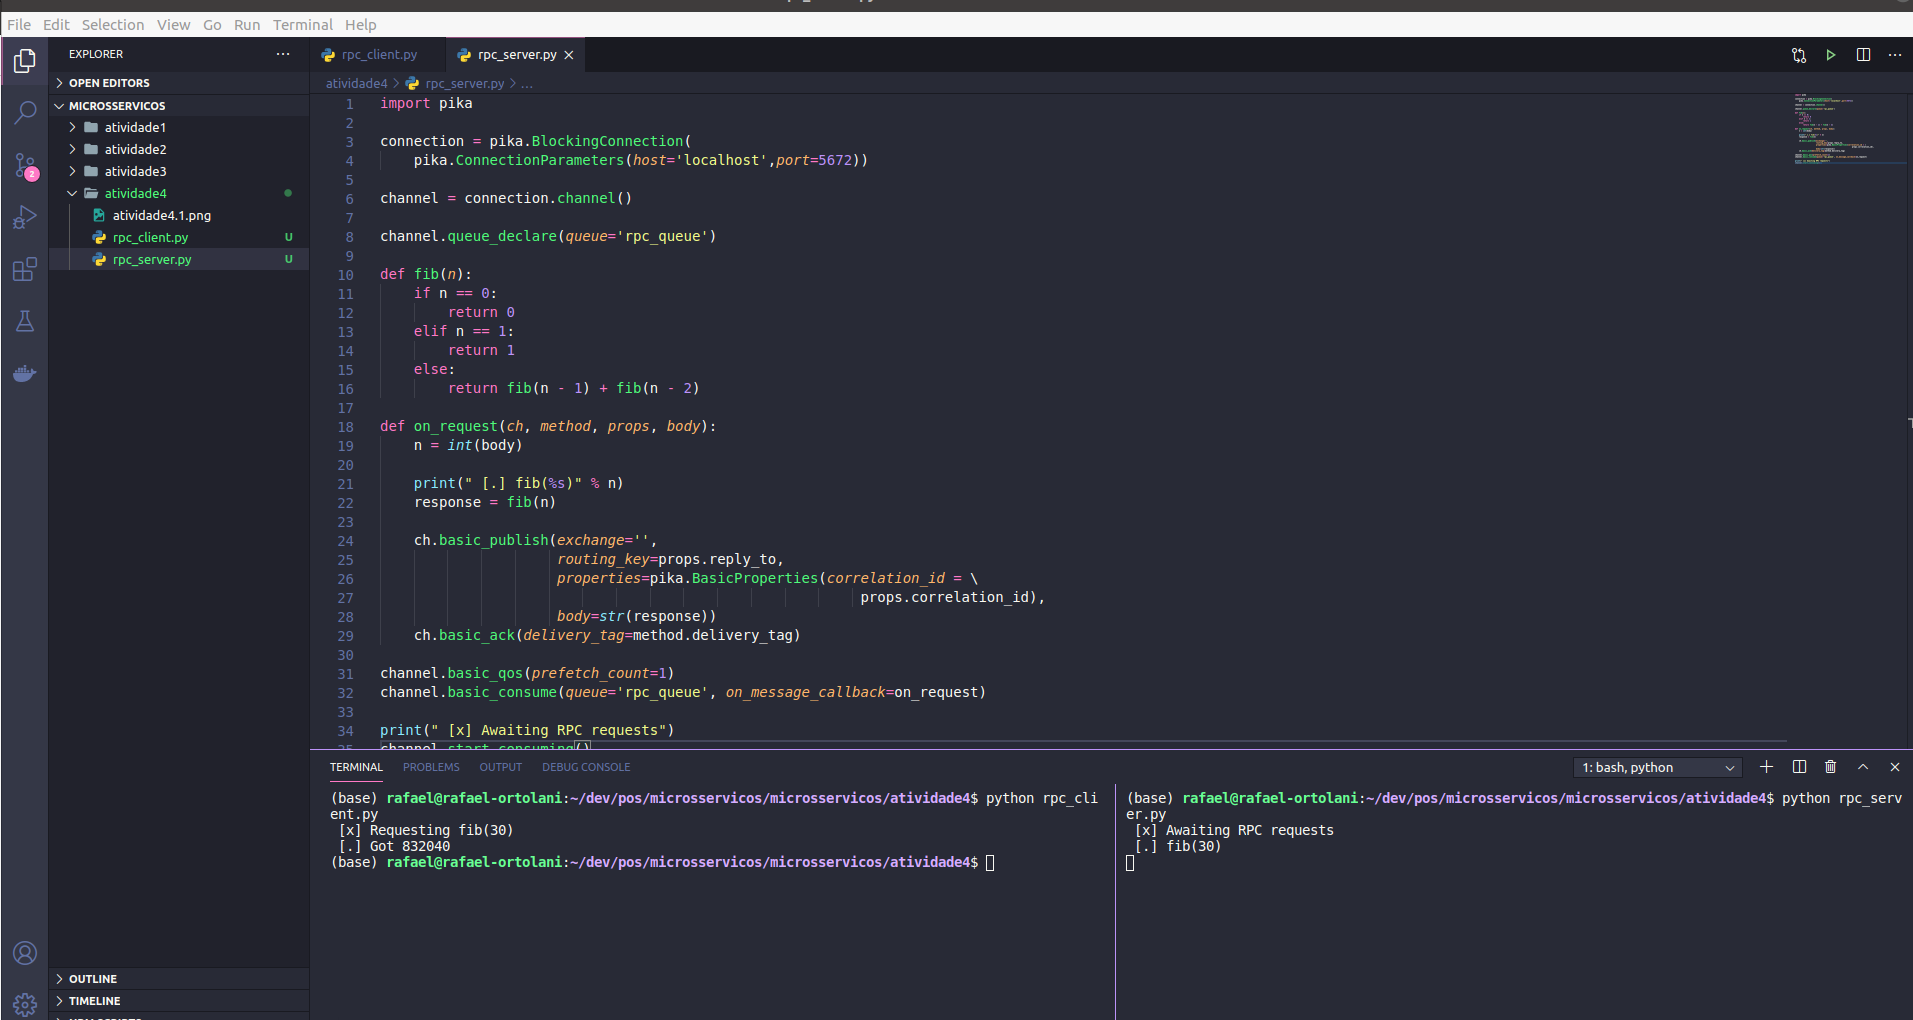 File Edit Selection View Go Run Terminal Help
EXPLORER
OPEN EDITORS
MICROSSERVICOS
atividade1
atividade2
atividade3
atividade4
atividade4.1.png
rpc_client.py U
rpc_server.py U
OUTLINE
TIMELINE
2
rpc_client.py rpc_server.py
atividade4 > rpc_server.py > ...
1 import pika
2
3 connection = pika.BlockingConnection(
4     pika.ConnectionParameters(host='localhost',port=5672))
5
6 channel = connection.channel()
7
8 channel.queue_declare(queue='rpc_queue')
9
10 def fib(n):
11     if n == 0:
12         return 0
13     elif n == 1:
14         return 1
15     else:
16         return fib(n - 1) + fib(n - 2)
17
18 def on_request(ch, method, props, body):
19     n = int(body)
20
21     print(" [.] fib(%s)" % n)
22     response = fib(n)
23
24     ch.basic_publish(exchange='',
25                      routing_key=props.reply_to,
26                      properties=pika.BasicProperties(correlation_id = \
27                                                          props.correlation_id),
28                      body=str(response))
29     ch.basic_ack(delivery_tag=method.delivery_tag)
30
31 channel.basic_qos(prefetch_count=1)
32 channel.basic_consume(queue='rpc_queue', on_message_callback=on_request)
33
34 print(" [x] Awaiting RPC requests")
35 channel.start_consuming()
TERMINAL PROBLEMS OUTPUT DEBUG CONSOLE
1: bash, python
(base) rafael@rafael-ortolani:~/dev/pos/microsservicos/microsservicos/atividade4$ python rpc_cli
ent.py
[x] Requesting fib(30)
[.] Got 832040
(base) rafael@rafael-ortolani:~/dev/pos/microsservicos/microsservicos/atividade4$
(base) rafael@rafael-ortolani:~/dev/pos/microsservicos/microsservicos/atividade4$ python rpc_serv
er.py
[x] Awaiting RPC requests
[.] fib(30)